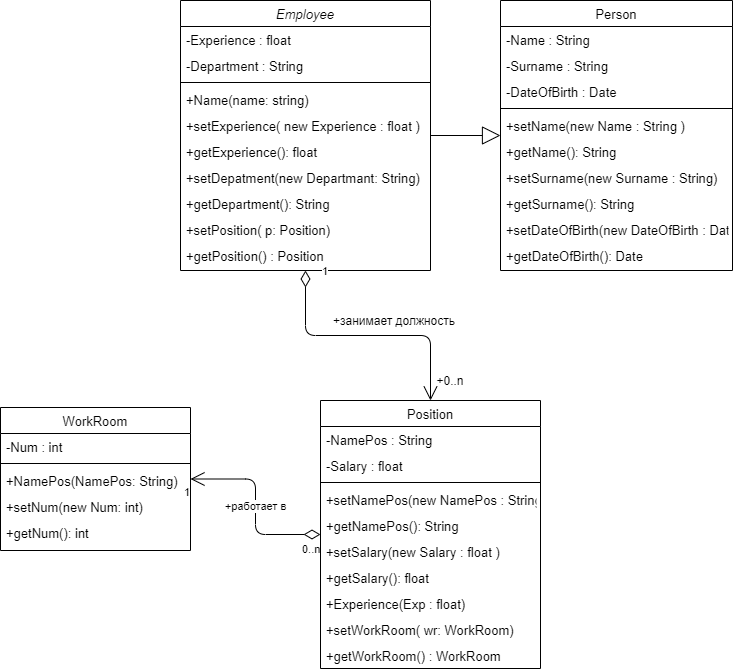 Employee
-Experience : float
-Department : String
+Name(name: string)
+setExperience( new Experience : float )
+getExperience(): float
+setDepatment(new Departmant: String)
+getDepartment(): String
+setPosition( p: Position)
+getPosition() : Position
Person
-Name : String
-Surname : String
-DateOfBirth : Date
+setName(new Name : String )
+getName(): String
+setSurname(new Surname : String)
+getSurname(): String
+setDateOfBirth(new DateOfBirth : Dat
+getDateOfBirth(): Date
1
+занимает должность
+0..n
WorkRoom
-Num : int
+NamePos(NamePos: String)
+setNum(new Num: int)
+getNum(): int
1
+работает в
0..n
Position
-NamePos : String
-Salary : float
+setNamePos(new NamePos : String
+getNamePos(): String
+setSalary(new Salary : float )
+getSalary(): float
+Experience(Exp : float)
+setWorkRoom( wr: WorkRoom)
+getWorkRoom() : WorkRoom